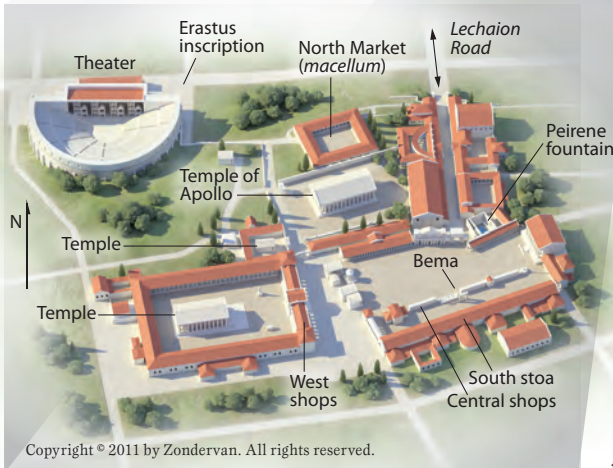 Erastus
inscription
Theater
North Market
(macellum)
Lechaion
Road
Peirene
fountain
Temple of
Apollo
N
Temple
Bema
Temple
West
shops
South stoa
Central shops
Copyright © 2011 by Zondervan. All rights reserved.